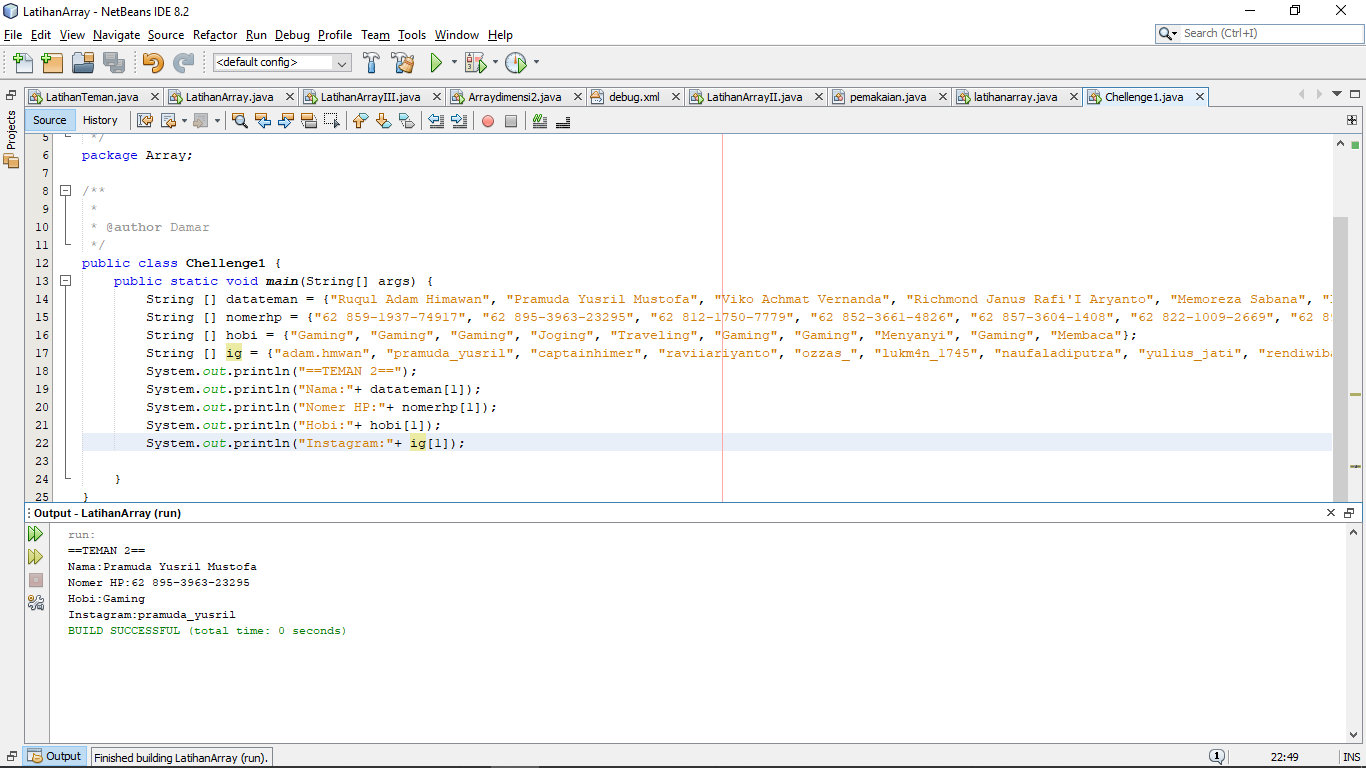 LatihanArray - NetBeans IDE 8.2
File Edit View Navigate Source Refactor Run Debug Profile Team Tools Window Help
Search (Ctrl+I)
<default config>
LatihanTeman.java LatihanArray.java LatihanArrayIII.java Arraydimensi2.java debug.xml LatihanArrayII.java pemakaian.java latihanarray.java Chellenge1.java
Projects
Source History
5 */
6 package Array;
7
8 /**
9 *
10 * @author Damar
11 */
12 public class Chellenge1 {
13 public static void main(String[] args) {
14 String [] datateman = {"Ruqul Adam Himawan", "Pramuda Yusril Mustofa", "Viko Achmat Vernanda", "Richmond Janus Rafi'I Aryanto", "Memoreza Sabana", "
15 String [] nomerhp = {"62 859-1937-74917", "62 895-3963-23295", "62 812-1750-7779", "62 852-3661-4826", "62 857-3604-1408", "62 822-1009-2669", "62 8
16 String [] hobi = {"Gaming", "Gaming", "Gaming", "Joging", "Traveling", "Gaming", "Gaming", "Menyanyi", "Gaming", "Membaca"};
17 String [] ig = {"adam.hmwan", "pramuda_yusril", "captainhimer", "raviiariyanto", "ozzas_", "lukm4n_1745", "naufaladiputra", "yulius_jati", "rendiwib
18 System.out.println("==TEMAN 2==");
19 System.out.println("Nama:"+ datateman[1]);
20 System.out.println("Nomer HP:"+ nomerhp[1]);
21 System.out.println("Hobi:"+ hobi[1]);
22 System.out.println("Instagram:"+ ig[1]);
23
24 }
25 }
Output - LatihanArray (run)
run:
==TEMAN 2==
Nama:Pramuda Yusril Mustofa
Nomer HP:62 895-3963-23295
Hobi:Gaming
Instagram:pramuda_yusril
BUILD SUCCESSFUL (total time: 0 seconds)
Output Finished building LatihanArray (run). 1 22:49 INS